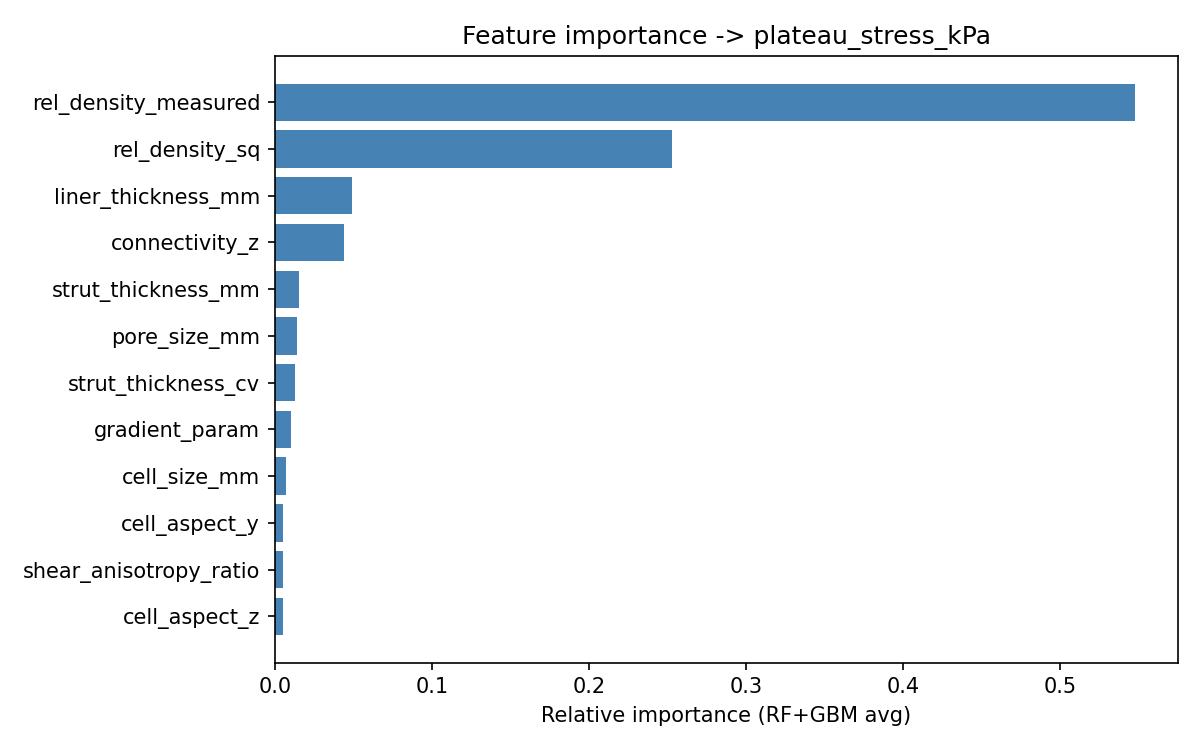 Feature importance -> plateau_stress_kPa
rel_density_measured
rel_density_sq
liner_thickness_mm
connectivity_z
strut_thickness_mm
pore_size_mm
strut_thickness_cv
gradient_param
cell_size_mm
cell_aspect_y
shear_anisotropy_ratio
cell_aspect_z
0.0 0.1 0.2 0.3 0.4 0.5
Relative importance (RF+GBM avg)